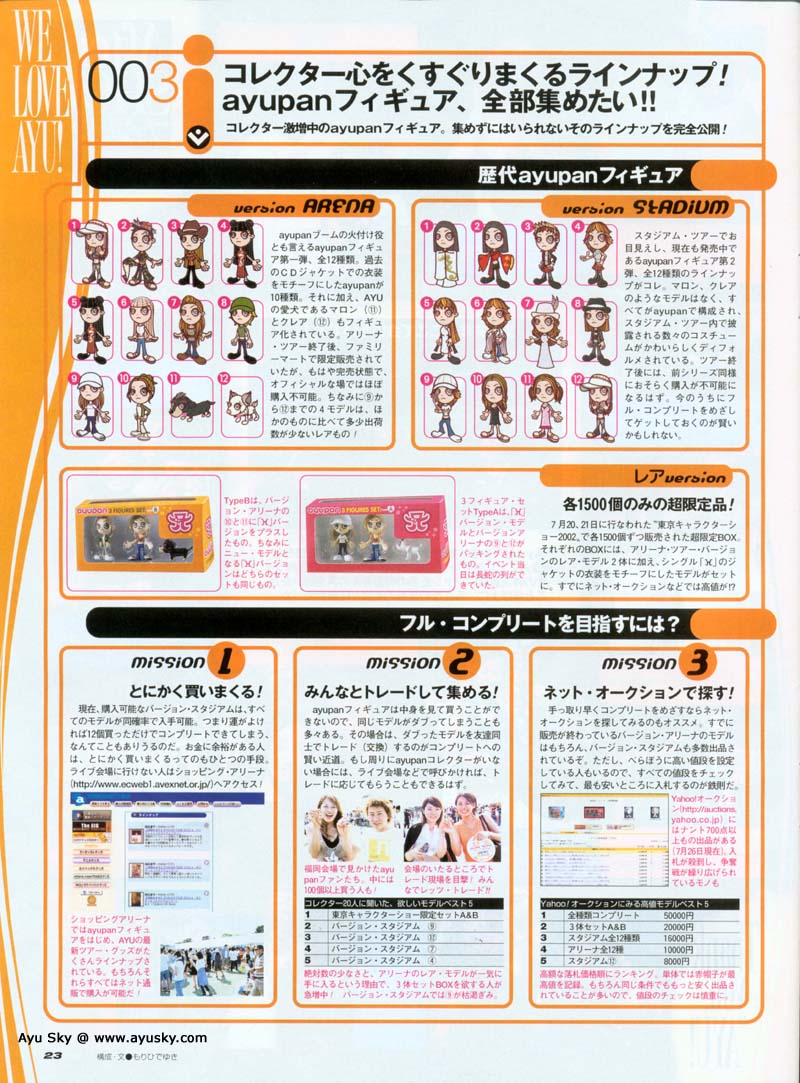 WE
LOVE
AYU!
003
コレクター心をくすぐりまくるラインナップ!
ayupanフィギュア、全部集めたい!!
コレクター激増中のayupanフィギュア。集めずにはいられないそのラインナップを完全公開!
歴代ayupanフィギュア
version ARENA
1 2 3 4
5 6 7 8
9 10 11 12
ayupanブームの火付け役
とも言えるayupanフィギュ
ア第一弾、全12種類。過去
のCDジャケットでの衣装
をモチーフにしたayupanが
10種類。それに加え、AYU
の愛犬であるマロン(⑪)
とクレア(⑫)もフィギュ
ア化されている。アリーナ
・ツアー終了後、ファミリ
ーマートで限定販売されて
いたが、もはや完売状態で、
オフィシャルな場ではほぼ
購入不可能。ちなみに⑨か
ら⑫までの4モデルは、ほ
かのものに比べて多少出荷
数が少ないレアもの!
version STADIUM
1 2 3 4
5 6 7 8
9 10 11 12
スタジアム・ツアーでお
目見えし、現在も発売中で
あるayupanフィギュア第2
弾、全12種類のラインナッ
プがコレ。マロン、クレア
のようなモデルはなく、す
べてがayupanで構成され、
スタジアム・ツアー内で披
露される数々のコスチュー
ムがかわいらしくディフォ
ルメされている。ツアー終
了後には、前シリーズ同様
におそらく購入が不可能に
なるはず。今のうちにフ
ル・コンプリートをめざし
てゲットしておくのが賢い
かもしれない。
ayupan 3 FIGURES SET
TypeBは、バージ
ョン・アリーナの
⑩と⑪に「H」バー
ジョンをプラスし
たもの。ちなみに
ニュー・モデルと
なる「H」バージョ
ンはどちらのセッ
トも同じもの。
ayupan 3 FIGURES SET
3フィギュア・セ
ットTypeAは、「H」
バージョン・モデ
ルとバージョンア
リーナの⑨と⑫が
パッキングされた
もの。イベント当
日は長蛇の列がで
きていた。
レアversion
各1500個のみの超限定品!
7月20、21日に行なわれた“東京キャラクターシ
ョー2002„で各1500個ずつ販売された超限定BOX。
それぞれのBOXには、アリーナ・ツアー・バージョ
ンのレア・モデル2体に加え、シングル「H」のジ
ャケットの衣装をモチーフにしたモデルがセット
に。すでにネット・オークションなどでは高値が!?
フル・コンプリートを目指すには?
mission 1
とにかく買いまくる!
現在、購入可能なバージョン・スタジアムは、すべ
てのモデルが同確率で入手可能。つまり運がよけ
れば12個買っただけでコンプリートできてしまう、
なんてこともありうるのだ。お金に余裕がある人
は、とにかく買いまくるってのもひとつの手段。
ライブ会場に行けない人はショッピング・アリーナ
(http://www.ecweb1.avexnet.or.jp/)へアクセス!
ショッピングアリーナ
ではayupanフィギュア
をはじめ、AYUの最
新ツアー・グッズがた
くさんラインナップさ
れている。もちろんそ
れらすべてはネット通
販で購入が可能だ!
mission 2
みんなとトレードして集める!
ayupanフィギュアは中身を見て買うことがで
きないので、同じモデルがダブってしまうことも
多々ある。その場合は、ダブったモデルを友達同
士でトレード(交換)するのがコンプリートへの
賢い近道。もし周りにayupanコレクターがいな
い場合には、ライブ会場などで呼びかければ、トレ
ードに応じてもらうこともできるはず。
福岡会場で見かけたayu
panファンたち。中には
100個以上買う人も!
会場のいたるところでト
レード現場を目撃! みん
なでレッツ・トレード!!
コレクター20人に聞いた、欲しいモデルベスト5
1 東京キャラクターショー限定セットA&B
2 バージョン・スタジアム ⑨
3 バージョン・スタジアム ⑫
4 バージョン・スタジアム ⑦
5 バージョン・スタジアム ④
絶対数の少なさと、アリーナのレア・モデルが一気
に手に入るという理由で、3体セットBOXを欲する人が
急増中! バージョン・スタジアムでは⑨が枯渇ぎみ。
mission 3
ネット・オークションで探す!
手っ取り早くコンプリートをめざすならネット・
オークションを探してみるのもオススメ。すでに
販売が終わっているバージョン・アリーナのモデル
はもちろん、バージョン・スタジアムも多数出品さ
れているぞ。ただし、べらぼうに高い値段を設定
している人もいるので、すべての値段をチェック
してみて、最も安いところに入札するのが鉄則だ。
Yahoo!オークショ
ン(http://auctions.
yahoo.co.jp)に
はナント700点以
上もの出品がある
(7月26日現在)。入
札が殺到し、争奪
戦が繰り広げられ
ているモノも
Yahoo!オークションにみる高値モデルベスト5
1 全種類コンプリート 50000円
2 3体セットA&B 20000円
3 スタジアム全12種類 16000円
4 アリーナ全12種 10000円
5 スタジアム⑫ 8000円
高額な落札価格順にランキング。単体では赤帽子が最
高値を記録。もちろん同じ条件でももっと安く出品さ
れていることが多いので、値段のチェックは慎重に。
Ayu Sky @ www.ayusky.com
23
構成・文●もりひでゆき